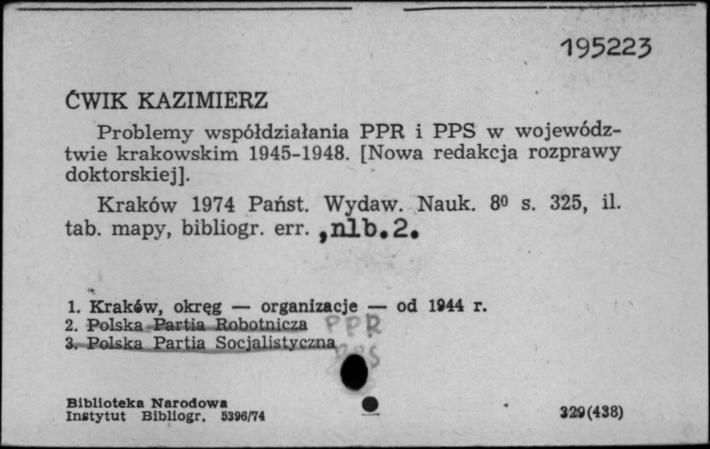 195223
ĆWIK KAZIMIERZ
Problemy współdziałania PPR i PPS w wojewódz-
twie krakowskim 1945-1948. [Nowa redakcja rozprawy
doktorskiej].
Kraków 1974 Państ. Wydaw. Nauk. 8⁰ s. 325, il.
tab. mapy, bibliogr. err. ,nlb.2.
1. Kraków, okręg — organizacje — od 1944 r.
2. Polska Partia Robotnicza PPR
3. Polska Partia Socjalistyczna PPS
Biblioteka Narodowa
Instytut Bibliogr. 5396/74 329(438)